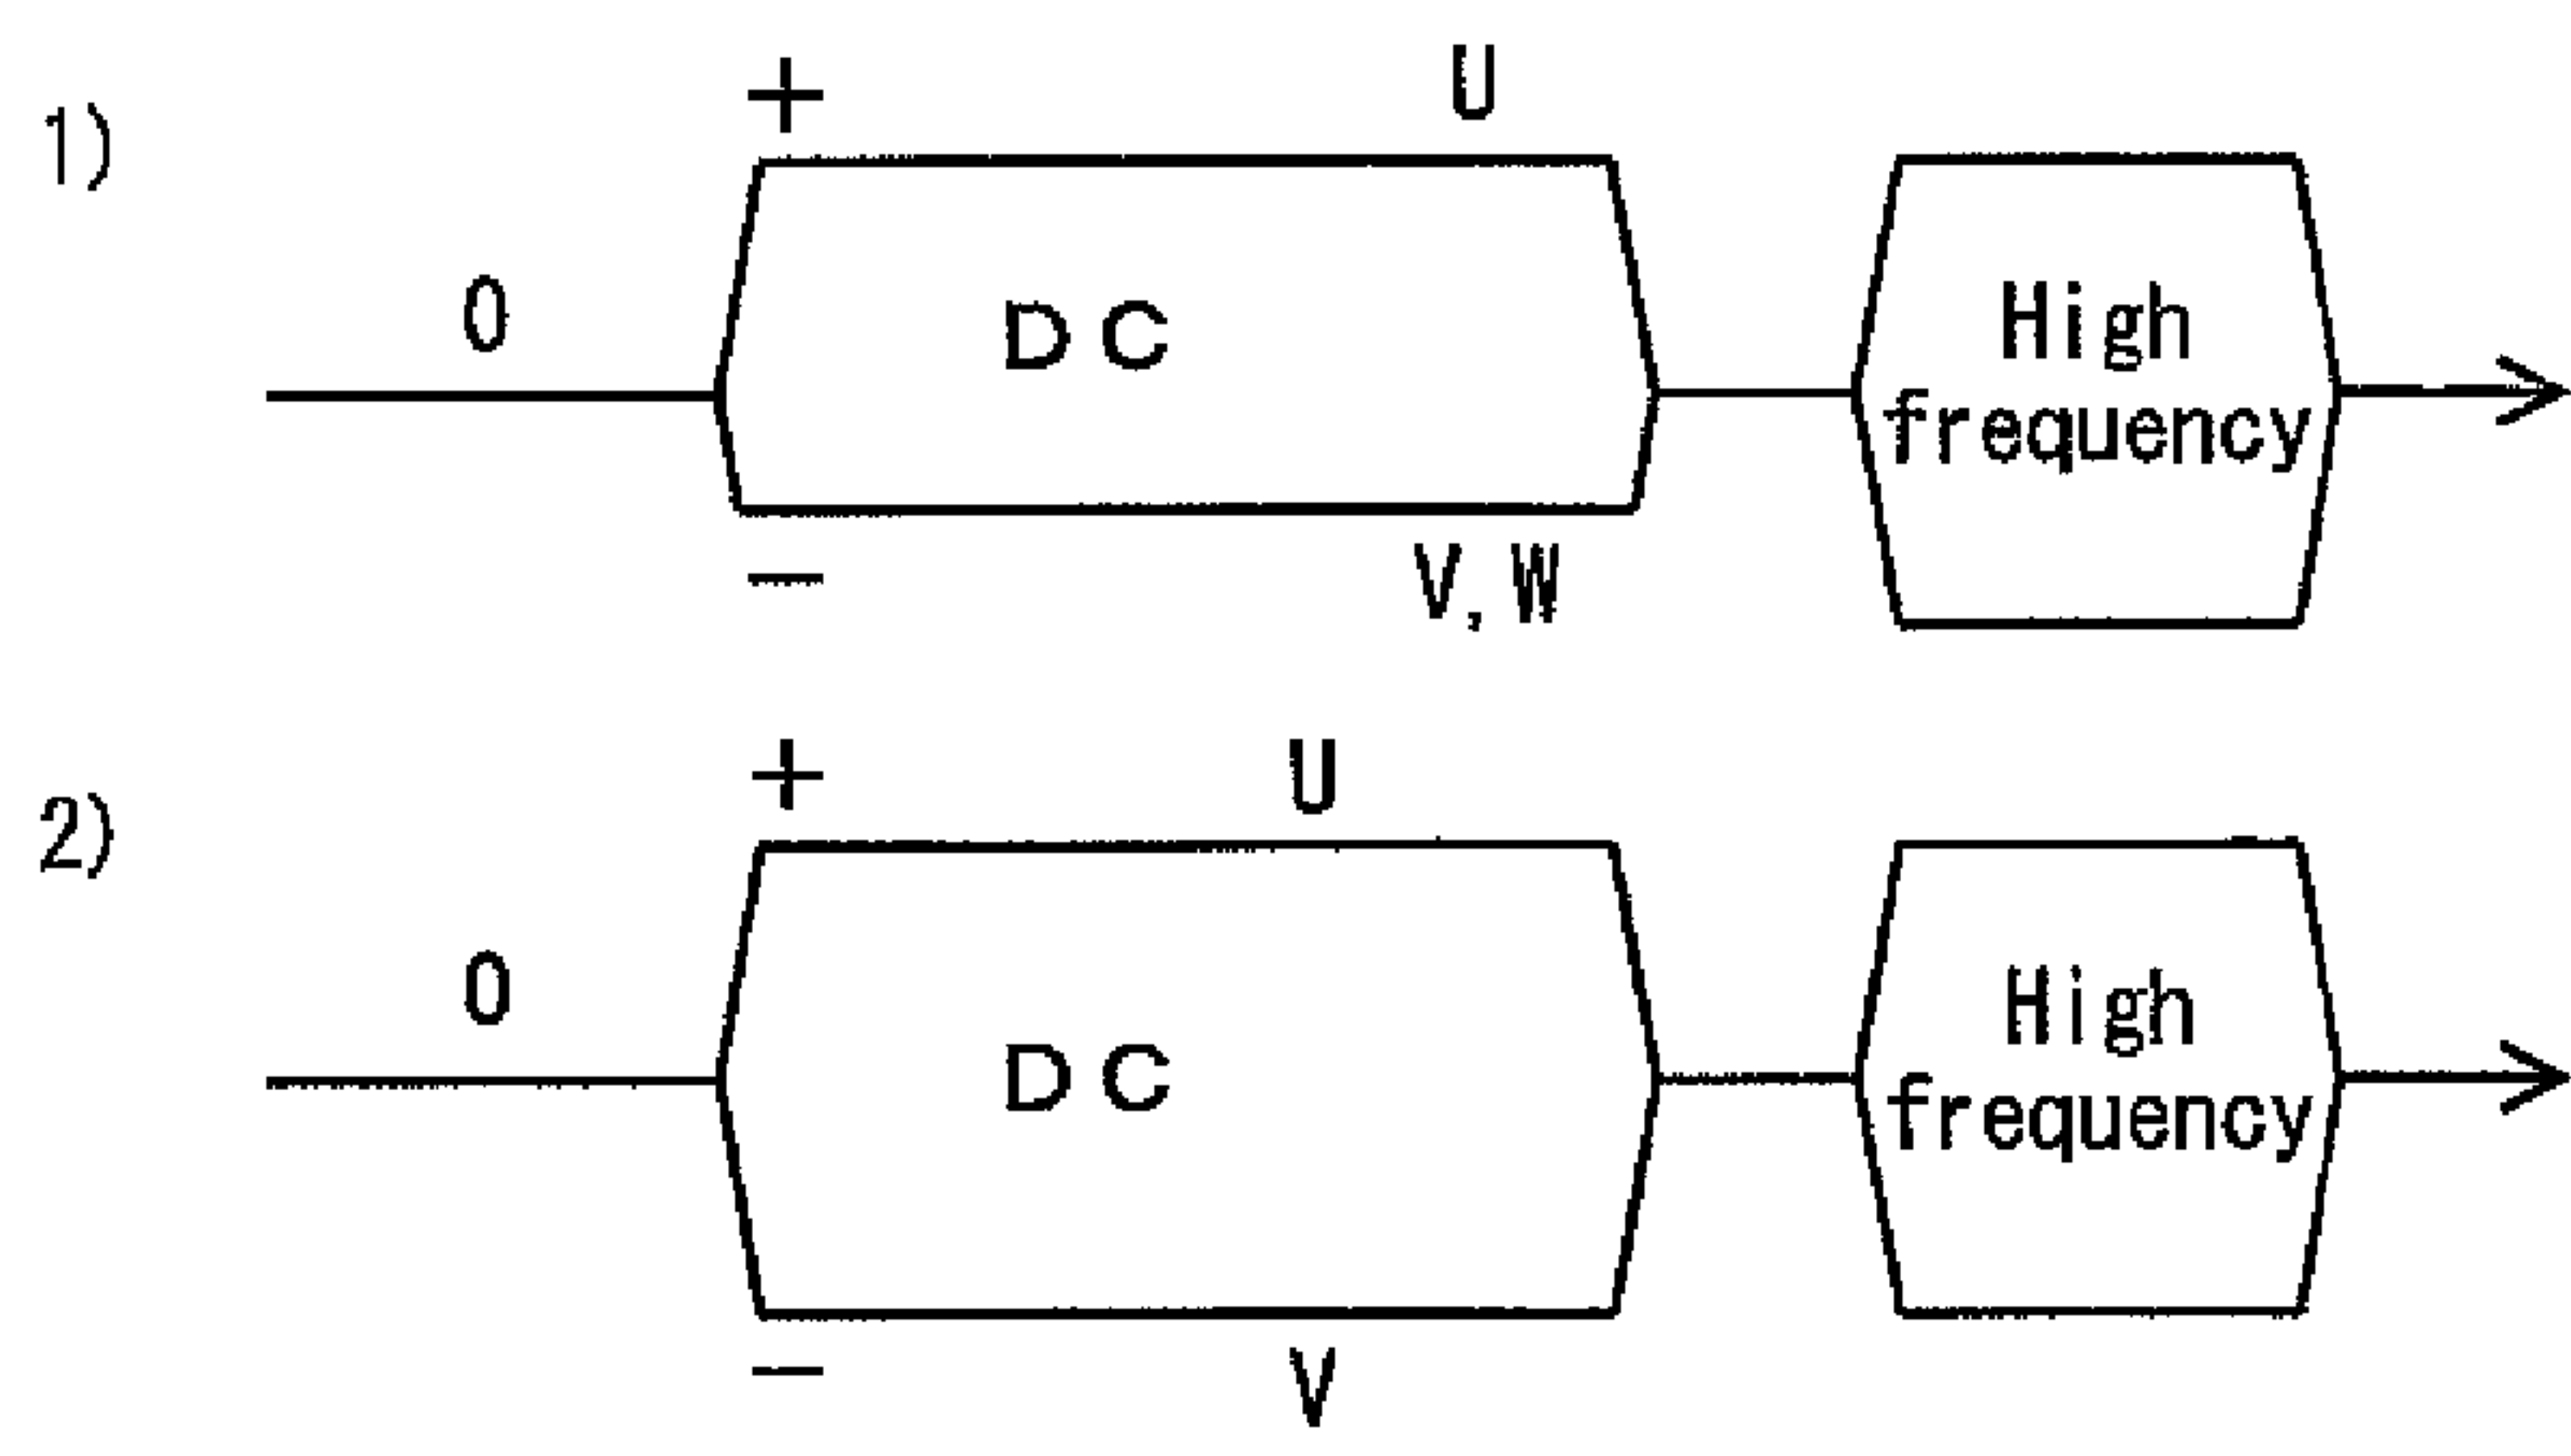 1)
+ U
0
DC
High
frequency
− V, W
2)
+ U
0
DC
High
frequency
− V